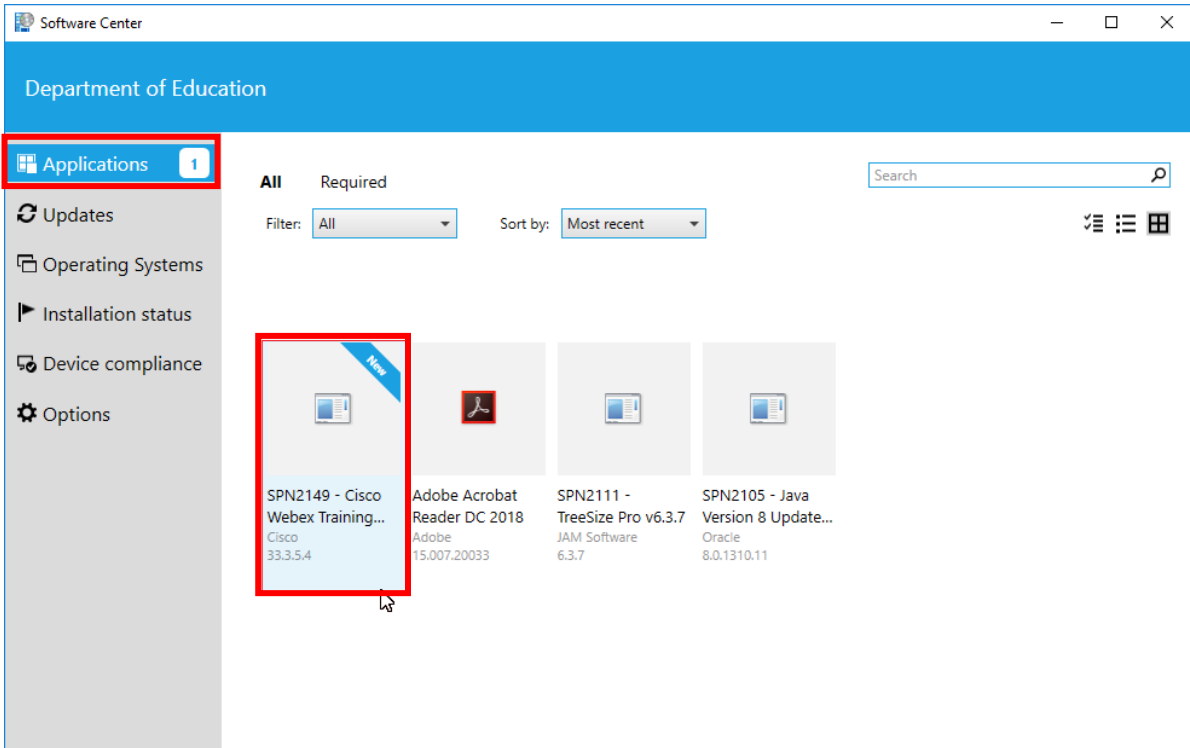 Software Center
Department of Education
Applications 1
Updates
Operating Systems
Installation status
Device compliance
Options
All Required
Search
Filter: All Sort by: Most recent
New
SPN2149 - Cisco
Webex Training...
Cisco
33.3.5.4
Adobe Acrobat
Reader DC 2018
Adobe
15.007.20033
SPN2111 -
TreeSize Pro v6.3.7
JAM Software
6.3.7
SPN2105 - Java
Version 8 Update...
Oracle
8.0.1310.11